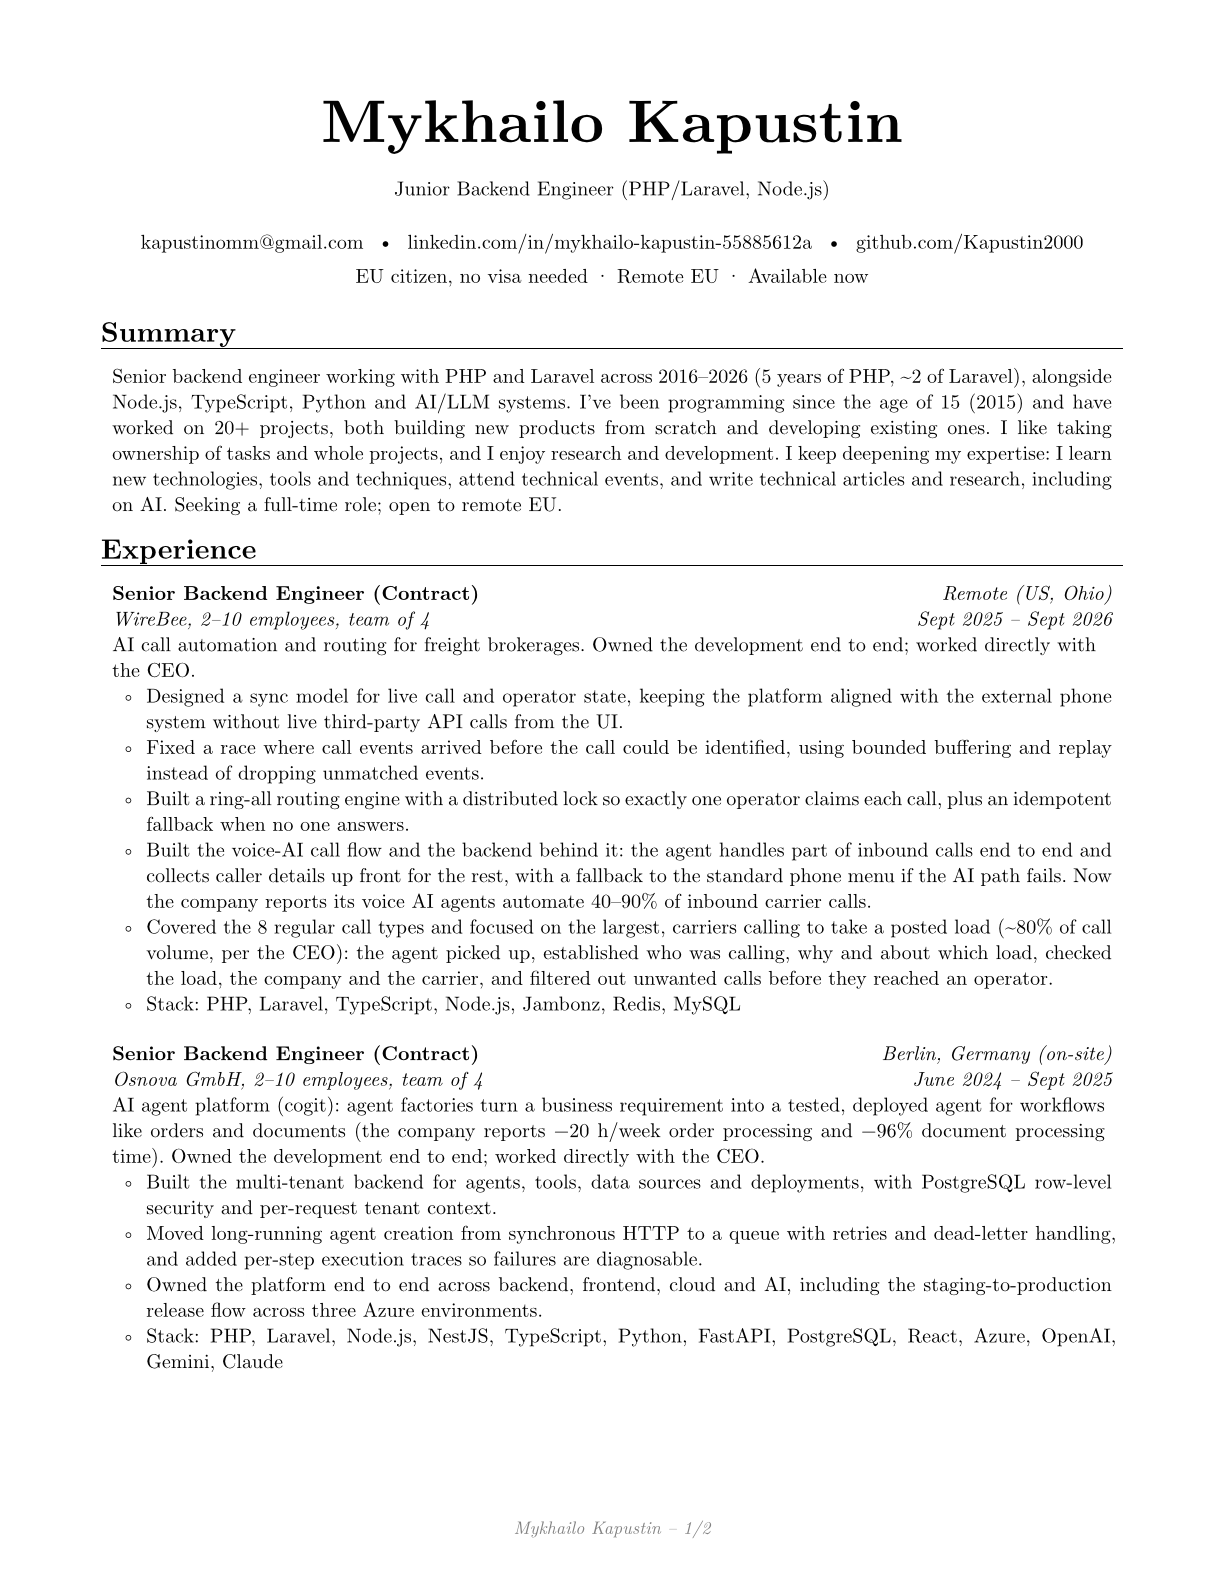 Mykhailo Kapustin
Junior Backend Engineer (PHP/Laravel, Node.js)
kapustinomm@gmail.com • linkedin.com/in/mykhailo-kapustin-55885612a • github.com/Kapustin2000
EU citizen, no visa needed · Remote EU · Available now
Summary
Senior backend engineer working with PHP and Laravel across 2016–2026 (5 years of PHP, ~2 of Laravel), alongside
Node.js, TypeScript, Python and AI/LLM systems. I've been programming since the age of 15 (2015) and have
worked on 20+ projects, both building new products from scratch and developing existing ones. I like taking
ownership of tasks and whole projects, and I enjoy research and development. I keep deepening my expertise: I learn
new technologies, tools and techniques, attend technical events, and write technical articles and research, including
on AI. Seeking a full-time role; open to remote EU.
Experience
Senior Backend Engineer (Contract) Remote (US, Ohio)
WireBee, 2–10 employees, team of 4 Sept 2025 – Sept 2026
AI call automation and routing for freight brokerages. Owned the development end to end; worked directly with
the CEO.
◦ Designed a sync model for live call and operator state, keeping the platform aligned with the external phone
system without live third-party API calls from the UI.
◦ Fixed a race where call events arrived before the call could be identified, using bounded buffering and replay
instead of dropping unmatched events.
◦ Built a ring-all routing engine with a distributed lock so exactly one operator claims each call, plus an idempotent
fallback when no one answers.
◦ Built the voice-AI call flow and the backend behind it: the agent handles part of inbound calls end to end and
collects caller details up front for the rest, with a fallback to the standard phone menu if the AI path fails. Now
the company reports its voice AI agents automate 40–90% of inbound carrier calls.
◦ Covered the 8 regular call types and focused on the largest, carriers calling to take a posted load (~80% of call
volume, per the CEO): the agent picked up, established who was calling, why and about which load, checked
the load, the company and the carrier, and filtered out unwanted calls before they reached an operator.
◦ Stack: PHP, Laravel, TypeScript, Node.js, Jambonz, Redis, MySQL
Senior Backend Engineer (Contract) Berlin, Germany (on-site)
Osnova GmbH, 2–10 employees, team of 4 June 2024 – Sept 2025
AI agent platform (cogit): agent factories turn a business requirement into a tested, deployed agent for workflows
like orders and documents (the company reports −20 h/week order processing and −96% document processing
time). Owned the development end to end; worked directly with the CEO.
◦ Built the multi-tenant backend for agents, tools, data sources and deployments, with PostgreSQL row-level
security and per-request tenant context.
◦ Moved long-running agent creation from synchronous HTTP to a queue with retries and dead-letter handling,
and added per-step execution traces so failures are diagnosable.
◦ Owned the platform end to end across backend, frontend, cloud and AI, including the staging-to-production
release flow across three Azure environments.
◦ Stack: PHP, Laravel, Node.js, NestJS, TypeScript, Python, FastAPI, PostgreSQL, React, Azure, OpenAI,
Gemini, Claude
Mykhailo Kapustin – 1/2